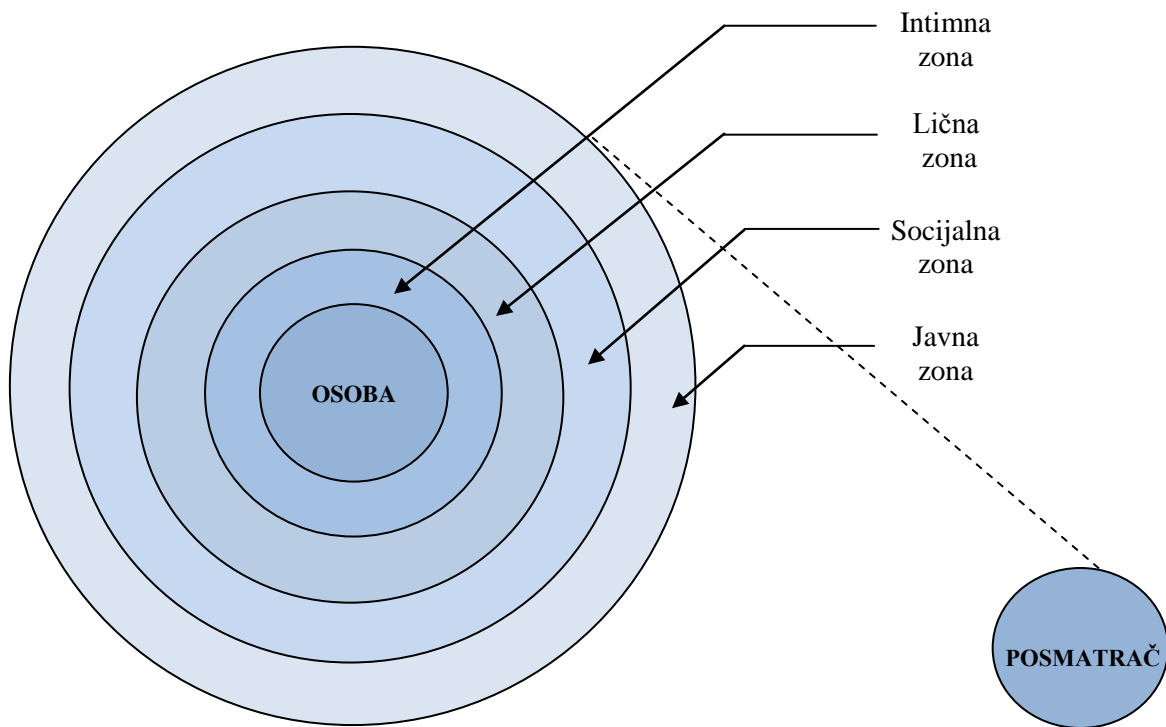 Intimna
zona
Lična
zona
Socijalna
zona
Javna
zona
OSOBA
POSMATRAČ